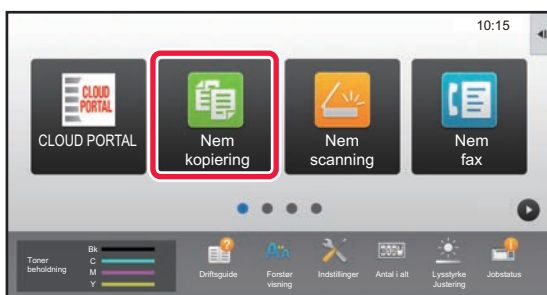 10:15
CLOUD
PORTAL
CLOUD PORTAL
Nem
kopiering
Nem
scanning
Nem
fax
Toner
beholdning
Bk
C
M
Y
Driftsguide
Forstør
visning
Indstillinger
Antal i alt
Lysstyrke
Justering
Jobstatus